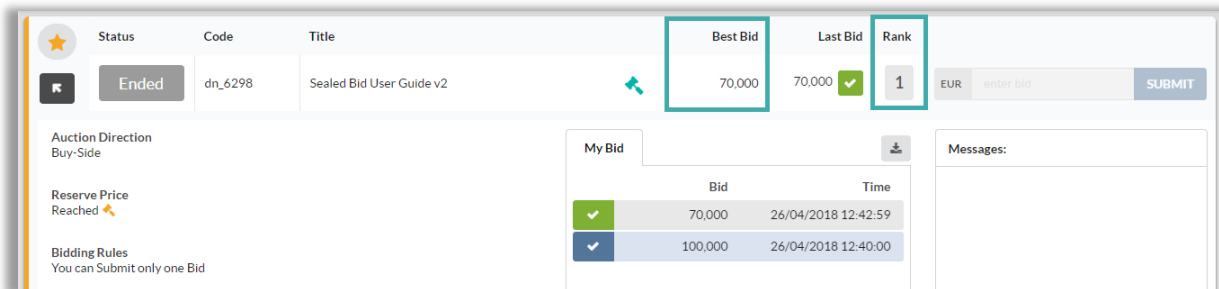 Status Code Title Best Bid Last Bid Rank
Ended dn_6298 Sealed Bid User Guide v2 70,000 70,000 1 EUR enter bid SUBMIT
Auction Direction
Buy-Side
Reserve Price
Reached
Bidding Rules
You can Submit only one Bid
My Bid
Bid Time
70,000 26/04/2018 12:42:59
100,000 26/04/2018 12:40:00
Messages: